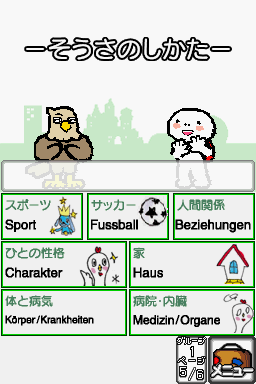 ーそうさのしかたー
スポーツ
Sport
サッカー
Fussball
人間関係
Beziehungen
ひとの性格
Charakter
家
Haus
体と病気
Körper/Krankheiten
病院・内臓
Medizin/Organe
グループ
1
ページ
5/6
メニュー